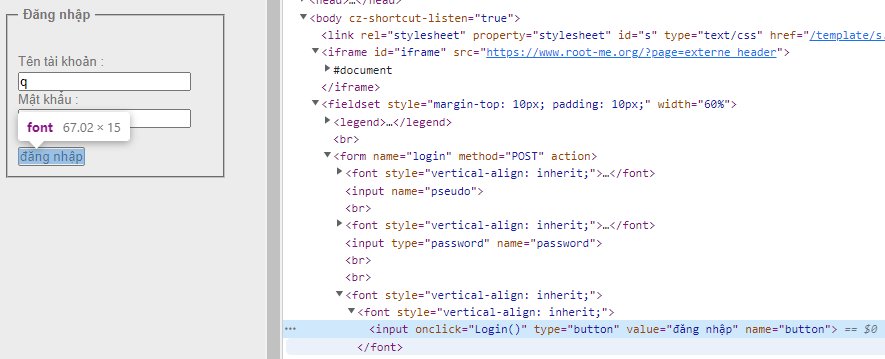 Đăng nhập
Tên tài khoản :
q
Mật khẩu :
font 67.02 × 15
đăng nhập
<head>…</head>
▼<body cz-shortcut-listen="true">
<link rel="stylesheet" property="stylesheet" id="s" type="text/css" href="/template/s.
▼<iframe id="iframe" src="https://www.root-me.org/?page=externe_header">
▶#document
</iframe>
▼<fieldset style="margin-top: 10px; padding: 10px;" width="60%">
▶<legend>…</legend>
<br>
▼<form name="login" method="POST" action>
▶<font style="vertical-align: inherit;">…</font>
<input name="pseudo">
<br>
▶<font style="vertical-align: inherit;">…</font>
<input type="password" name="password">
<br>
<br>
▼<font style="vertical-align: inherit;">
▼<font style="vertical-align: inherit;">
… <input onclick="Login()" type="button" value="đăng nhập" name="button"> == $0
</font>